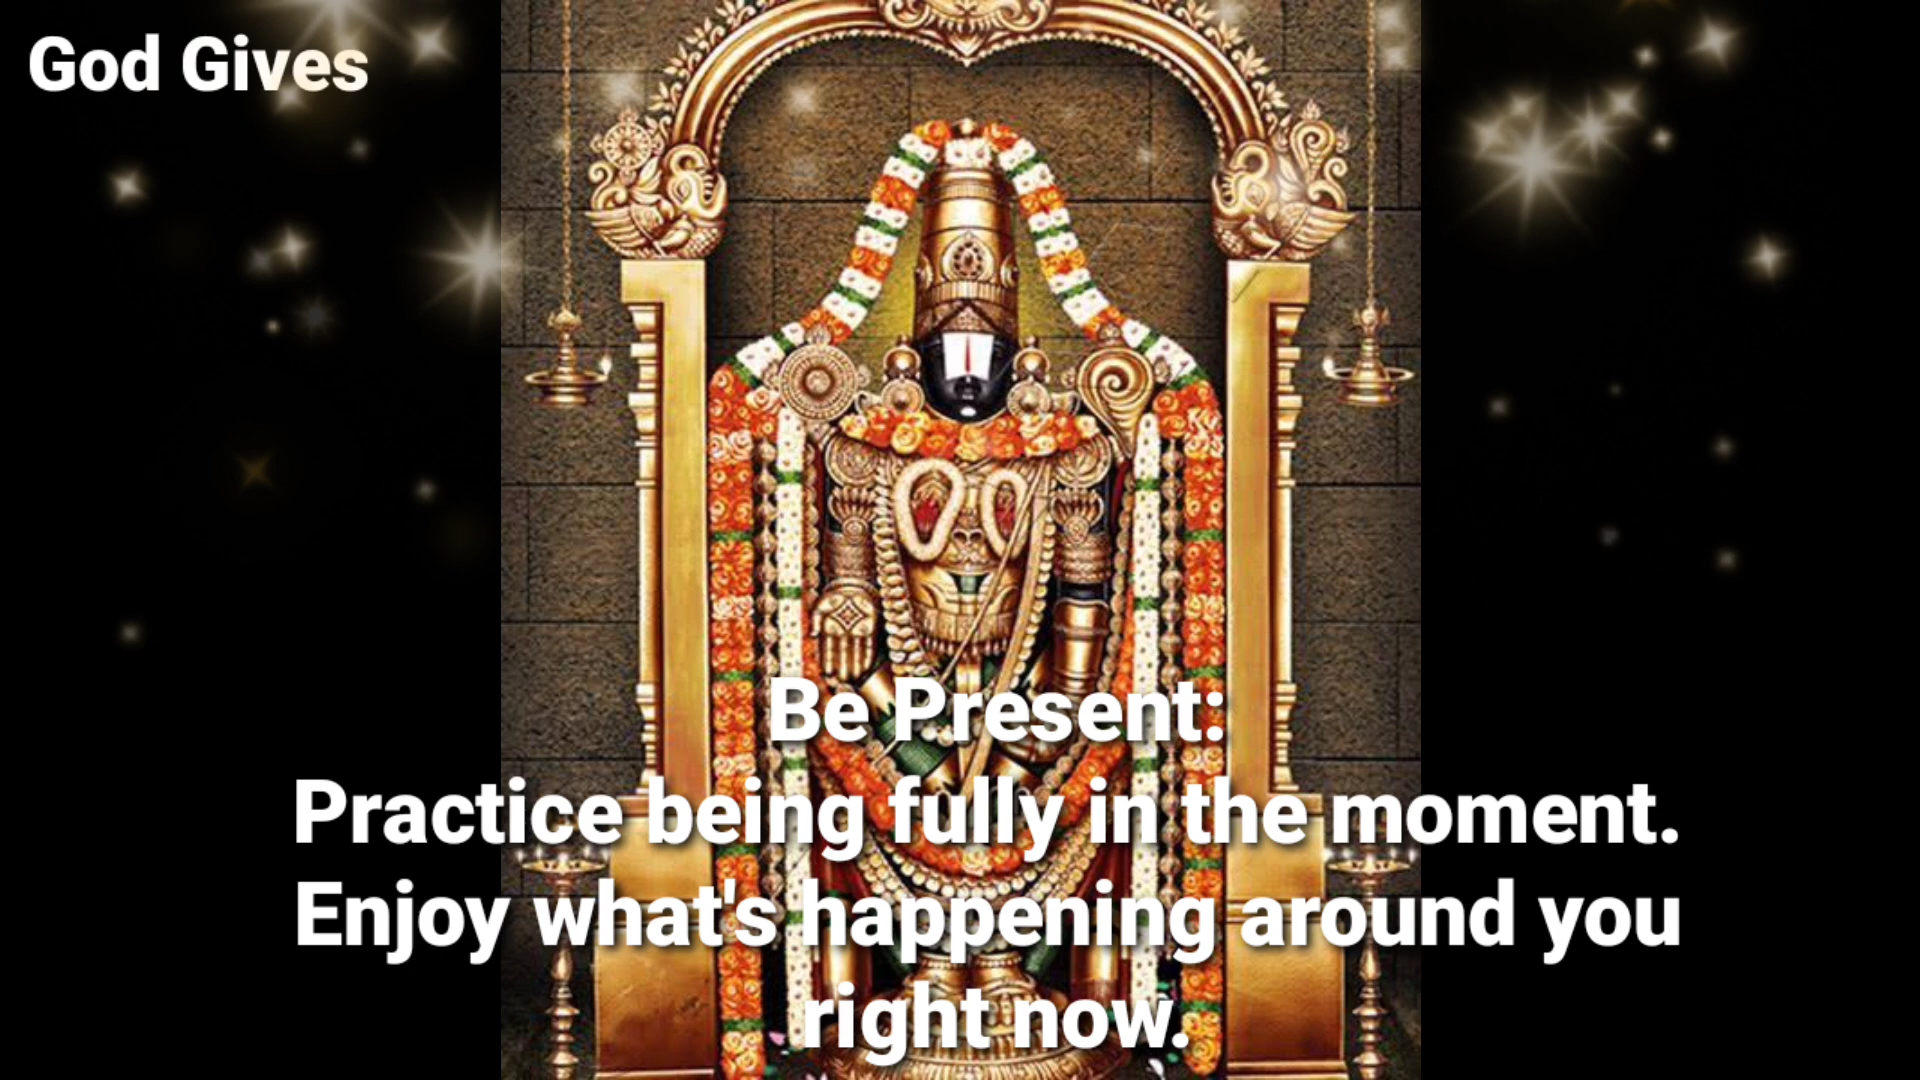 God Gives
Be Present:
Practice being fully in the moment.
Enjoy what's happening around you
right now.